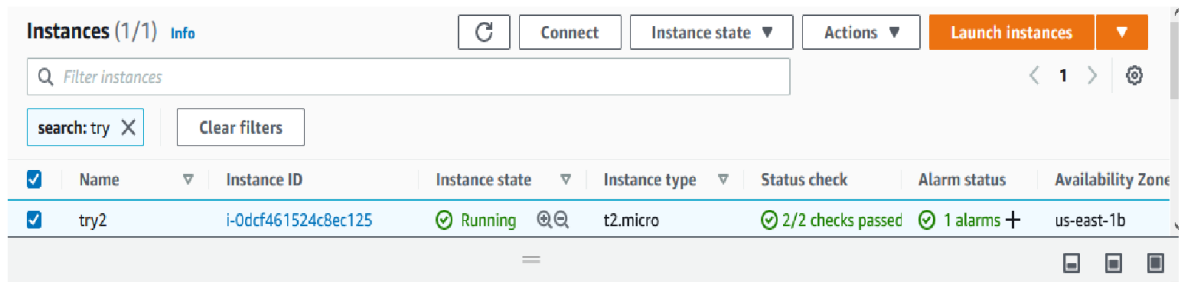 Instances (1/1) Info Connect Instance state Actions Launch instances
Filter instances 1
search: try Clear filters
Name Instance ID Instance state Instance type Status check Alarm status Availability Zone
try2 i-0dcf461524c8ec125 Running t2.micro 2/2 checks passed 1 alarms + us-east-1b